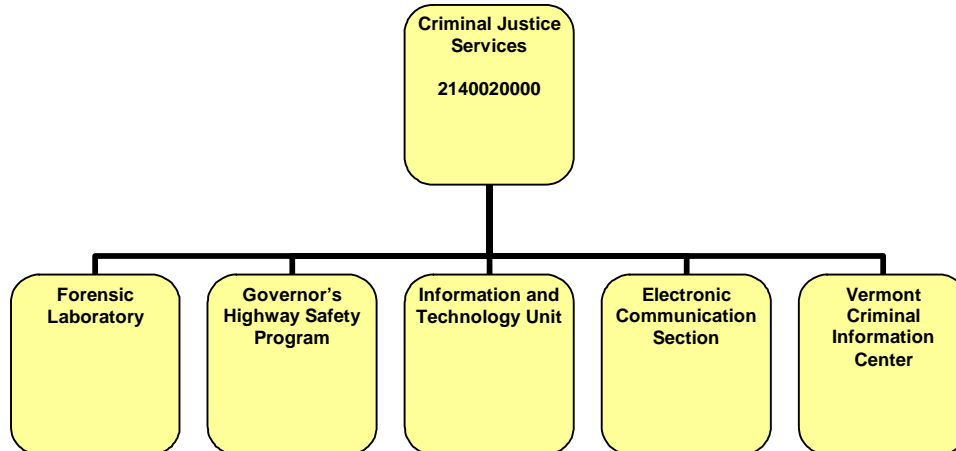 Criminal Justice
Services
2140020000
Forensic
Laboratory
Governor's
Highway Safety
Program
Information and
Technology Unit
Electronic
Communication
Section
Vermont
Criminal
Information
Center